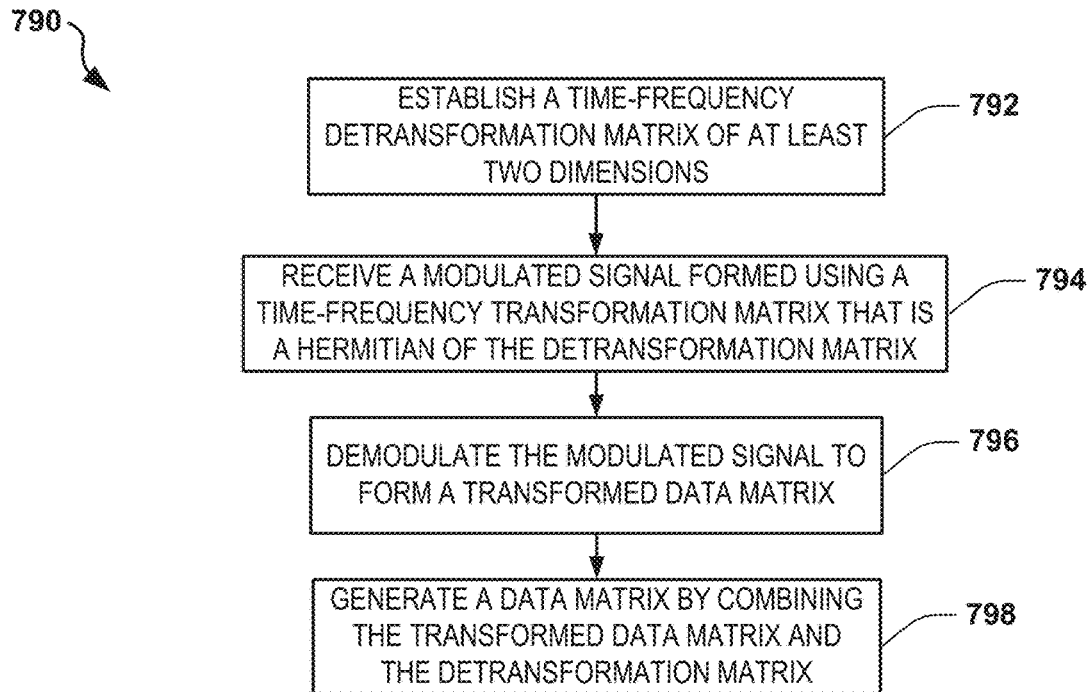 790
ESTABLISH A TIME-FREQUENCY
DETRANSFORMATION MATRIX OF AT LEAST
TWO DIMENSIONS
792
RECEIVE A MODULATED SIGNAL FORMED USING A
TIME-FREQUENCY TRANSFORMATION MATRIX THAT IS
A HERMITIAN OF THE DETRANSFORMATION MATRIX
794
DEMODULATE THE MODULATED SIGNAL TO
FORM A TRANSFORMED DATA MATRIX
796
GENERATE A DATA MATRIX BY COMBINING
THE TRANSFORMED DATA MATRIX AND
THE DETRANSFORMATION MATRIX
798